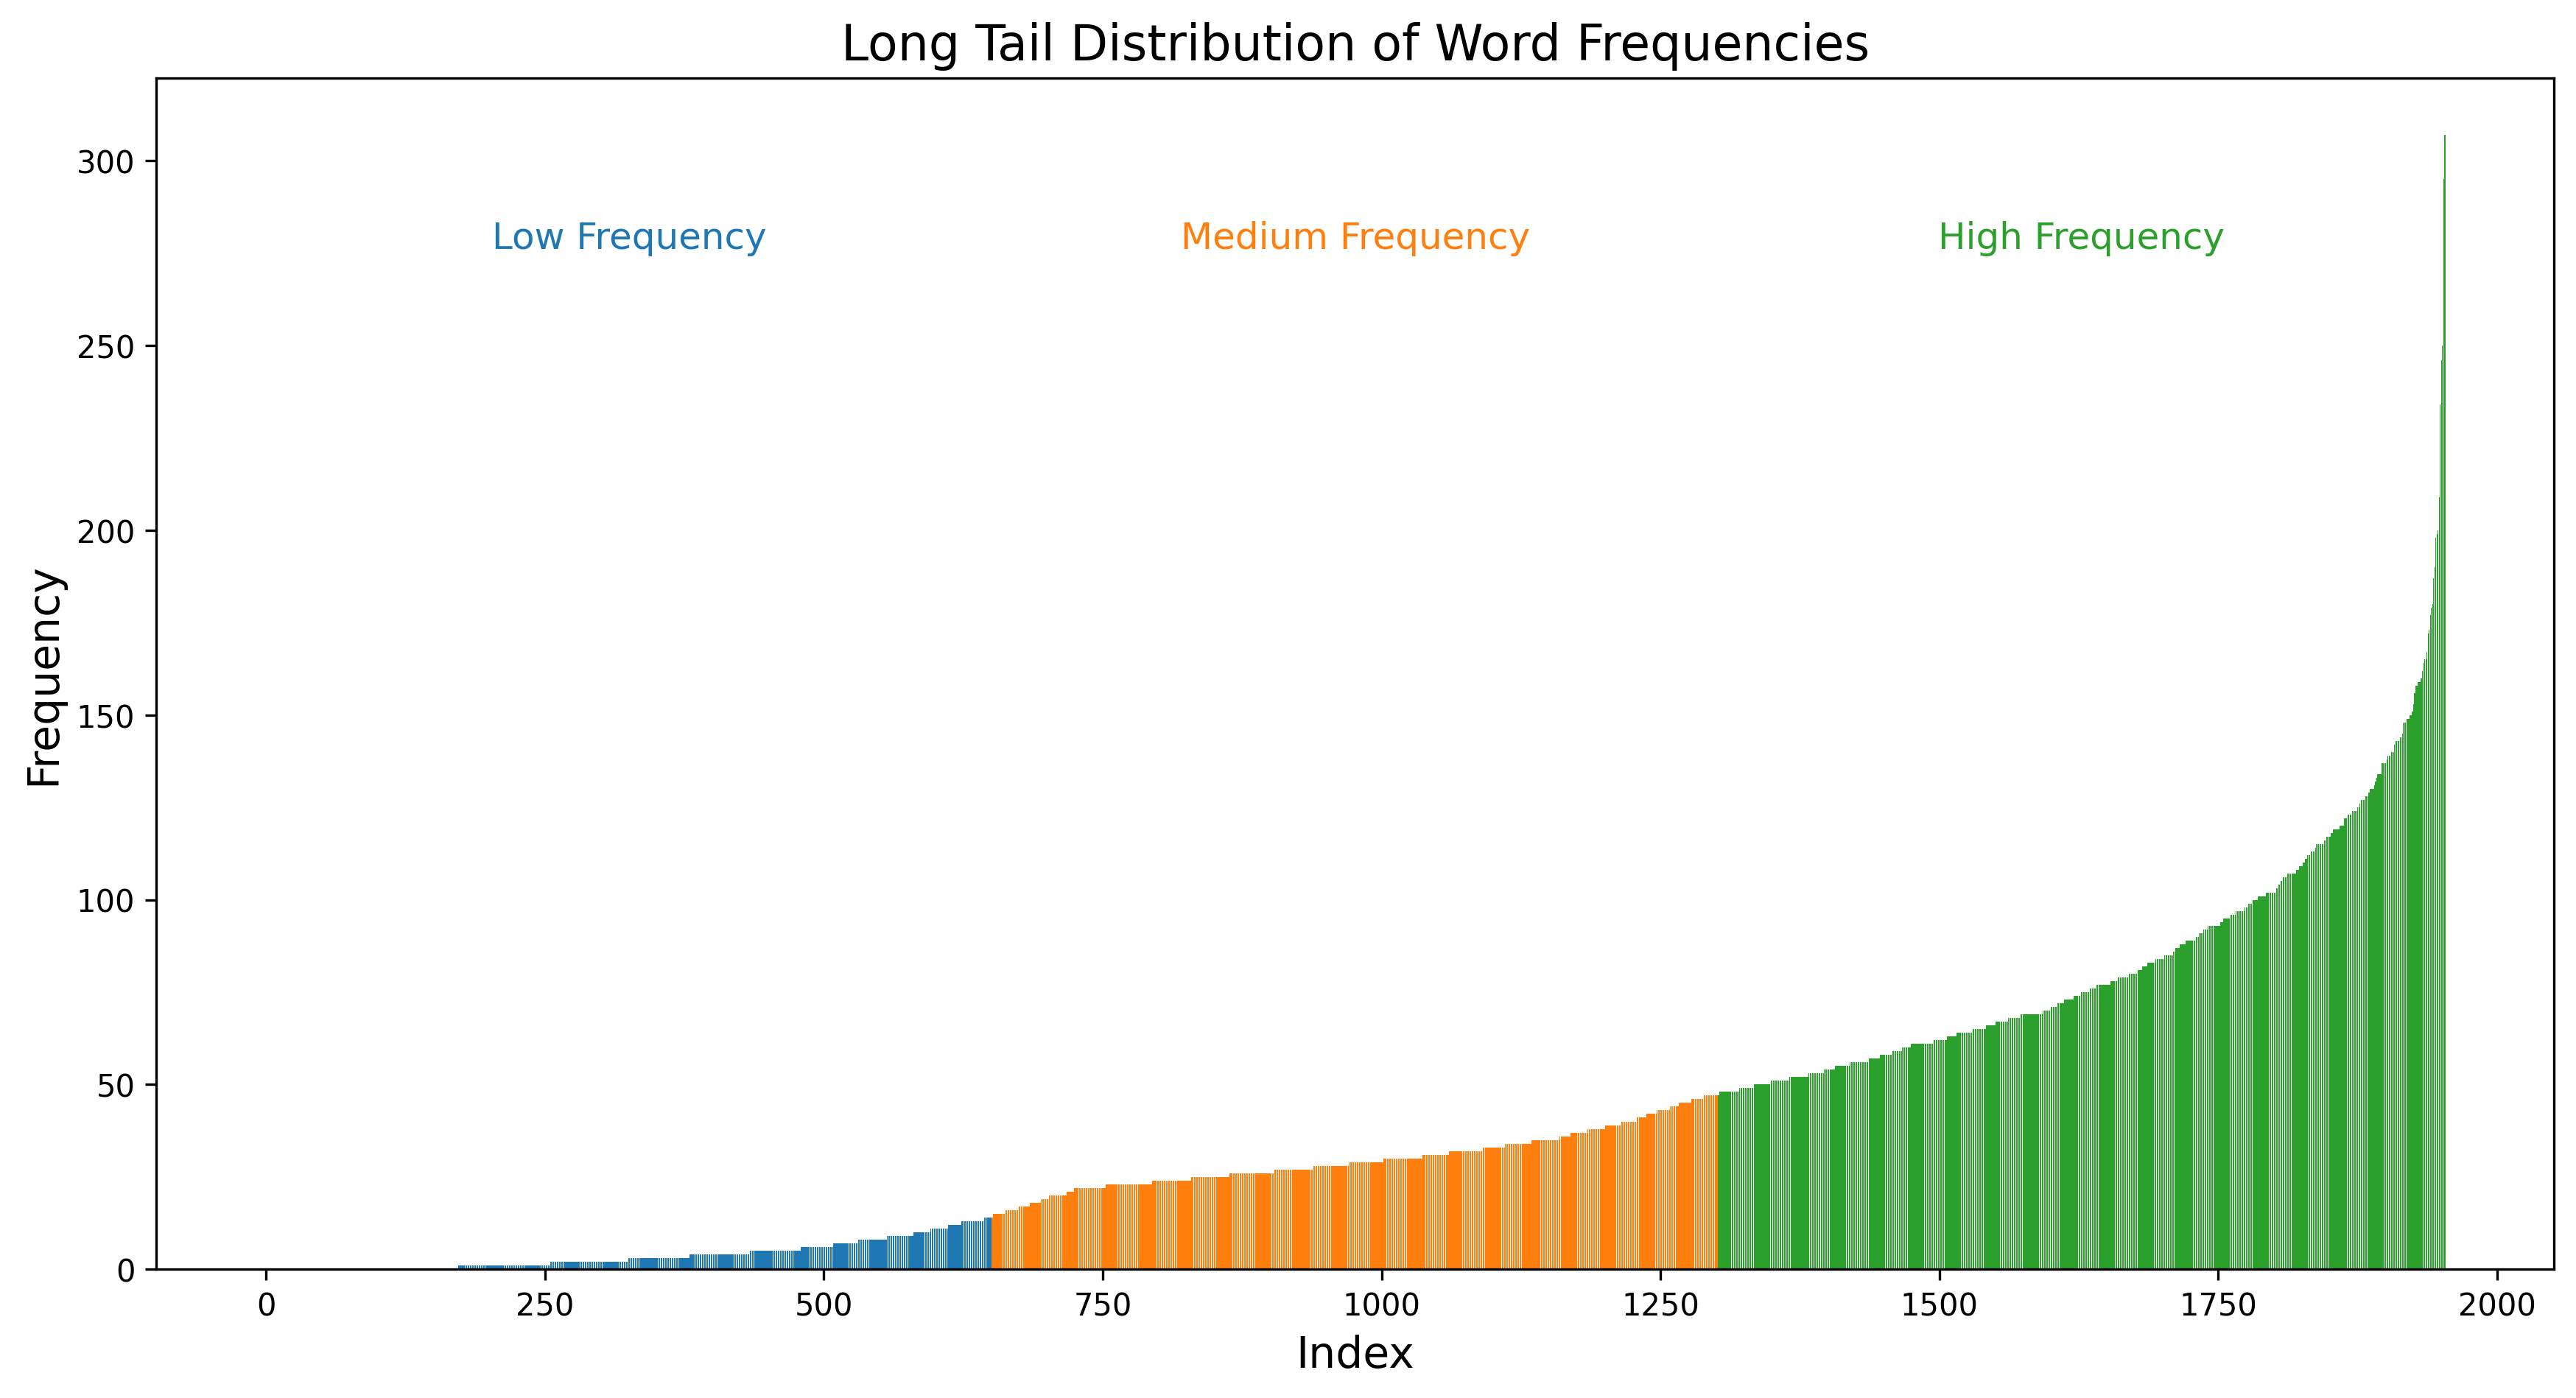 Long Tail Distribution of Word Frequencies
300
250
200
150
100
50
0
Frequency
Low Frequency
Medium Frequency
High Frequency
0 250 500 750 1000 1250 1500 1750 2000
Index